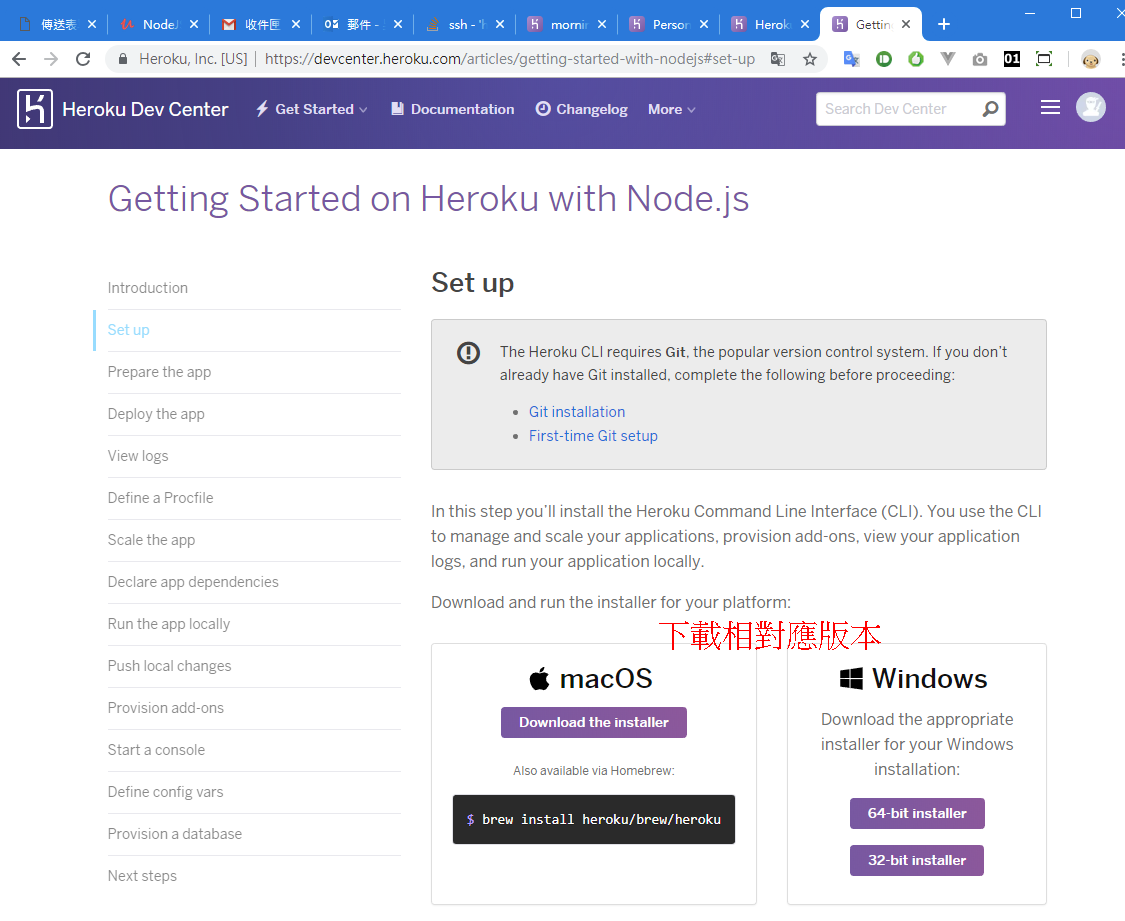 傳送表
NodeJ
收件匣
郵件 -
ssh - 'h
mornin
Person
Herok
Gettin
Heroku, Inc. [US] | https://devcenter.heroku.com/articles/getting-started-with-nodejs#set-up
01
Heroku Dev Center
Get Started
Documentation
Changelog
More
Search Dev Center
Getting Started on Heroku with Node.js
Introduction
Set up
Prepare the app
Deploy the app
View logs
Define a Procfile
Scale the app
Declare app dependencies
Run the app locally
Push local changes
Provision add-ons
Start a console
Define config vars
Provision a database
Next steps
Set up
The Heroku CLI requires Git, the popular version control system. If you don't
already have Git installed, complete the following before proceeding:
Git installation
First-time Git setup
In this step you'll install the Heroku Command Line Interface (CLI). You use the CLI
to manage and scale your applications, provision add-ons, view your application
logs, and run your application locally.
Download and run the installer for your platform:
下載相對應版本
macOS
Download the installer
Also available via Homebrew:
$ brew install heroku/brew/heroku
Windows
Download the appropriate
installer for your Windows
installation:
64-bit installer
32-bit installer